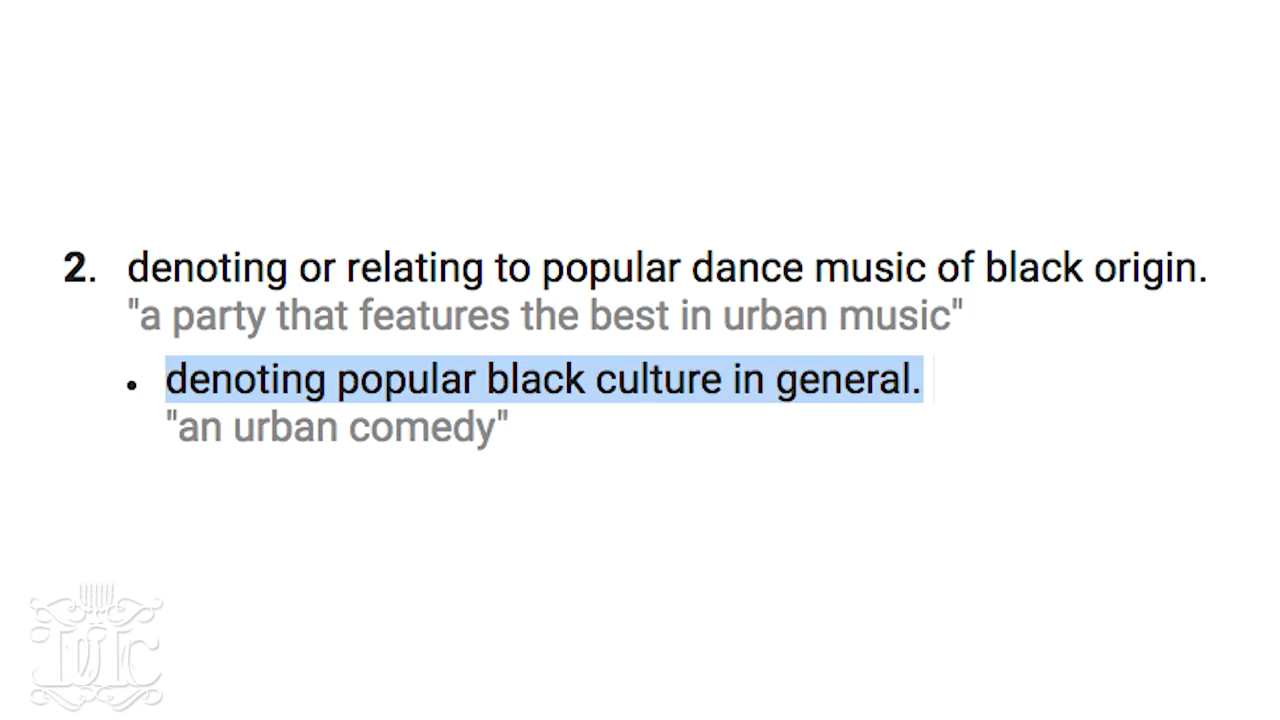 2. denoting or relating to popular dance music of black origin.
"a party that features the best in urban music"
• denoting popular black culture in general.
"an urban comedy"
IUIC